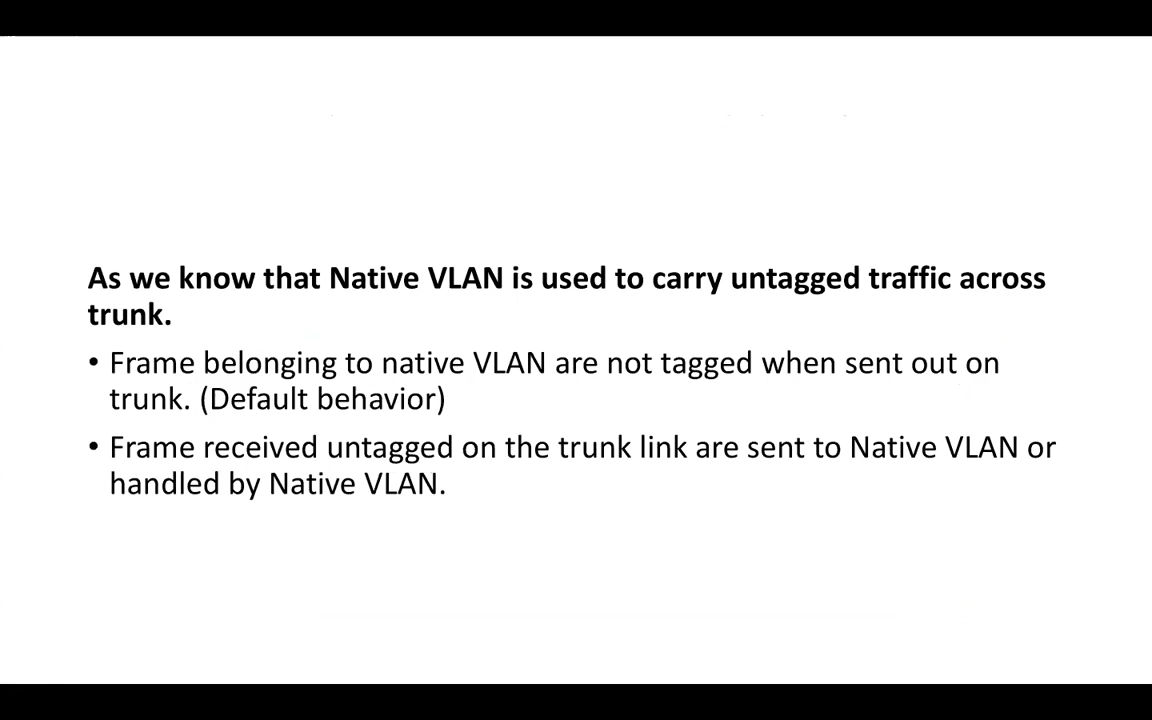 As we know that Native VLAN is used to carry untagged traffic across
trunk.
• Frame belonging to native VLAN are not tagged when sent out on
trunk. (Default behavior)
• Frame received untagged on the trunk link are sent to Native VLAN or
handled by Native VLAN.